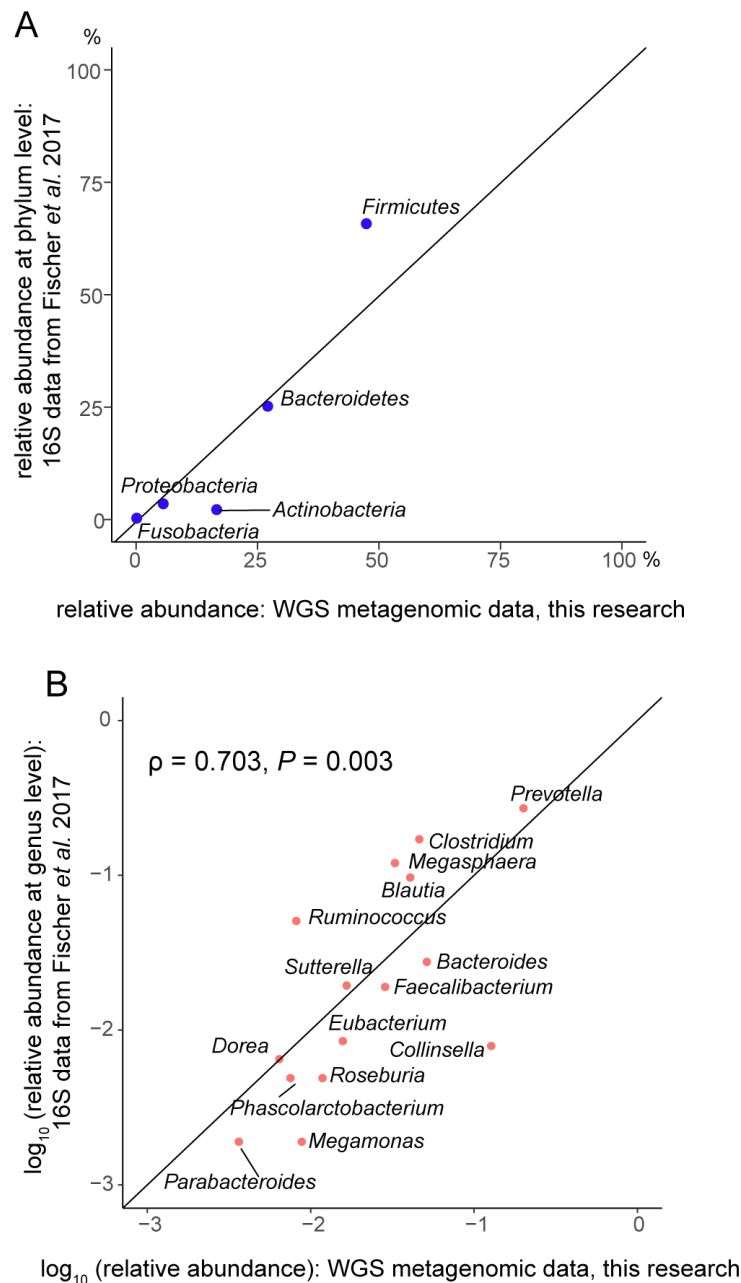 A
%
100
75
50
25
0
relative abundance at phylum level:
16S data from Fischer et al. 2017
Firmicutes
Bacteroidetes
Proteobacteria
Actinobacteria
Fusobacteria
0 25 50 75 100 %
relative abundance: WGS metagenomic data, this research
B
0
−1
−2
−3
log10 (relative abundance at genus level):
16S data from Fischer et al. 2017
ρ = 0.703, P = 0.003
Prevotella
Clostridium
Megasphaera
Blautia
Ruminococcus
Bacteroides
Sutterella
Faecalibacterium
Eubacterium
Dorea
Collinsella
Roseburia
Phascolarctobacterium
Megamonas
Parabacteroides
−3 −2 −1 0
log10 (relative abundance): WGS metagenomic data, this research